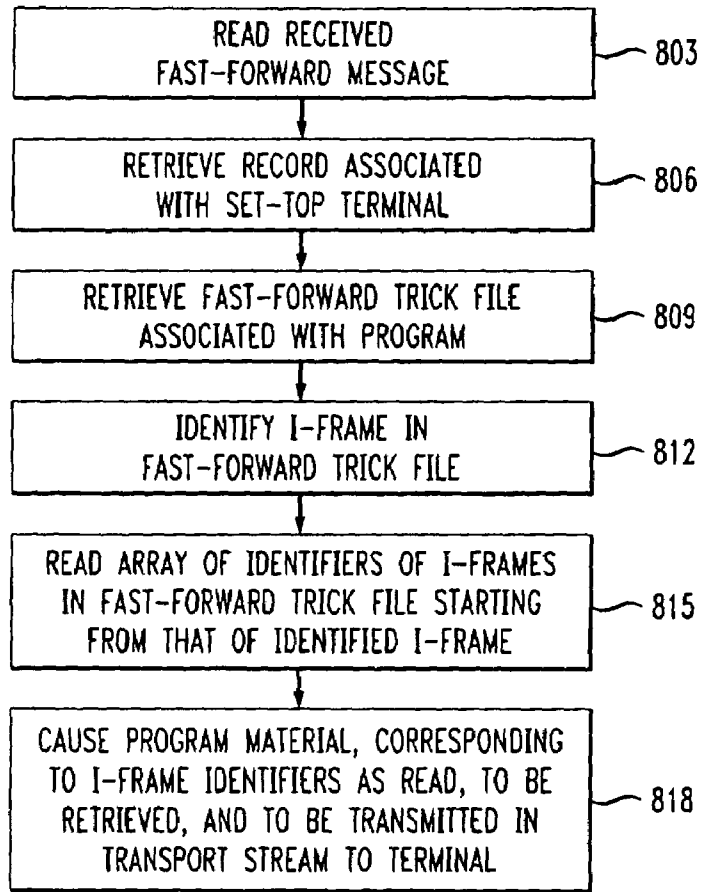 READ RECEIVED
FAST-FORWARD MESSAGE
803
RETRIEVE RECORD ASSOCIATED
WITH SET-TOP TERMINAL
806
RETRIEVE FAST-FORWARD TRICK FILE
ASSOCIATED WITH PROGRAM
809
IDENTIFY I-FRAME IN
FAST-FORWARD TRICK FILE
812
READ ARRAY OF IDENTIFIERS OF I-FRAMES
IN FAST-FORWARD TRICK FILE STARTING
FROM THAT OF IDENTIFIED I-FRAME
815
CAUSE PROGRAM MATERIAL, CORRESPONDING
TO I-FRAME IDENTIFIERS AS READ, TO BE
RETRIEVED, AND TO BE TRANSMITTED IN
TRANSPORT STREAM TO TERMINAL
818